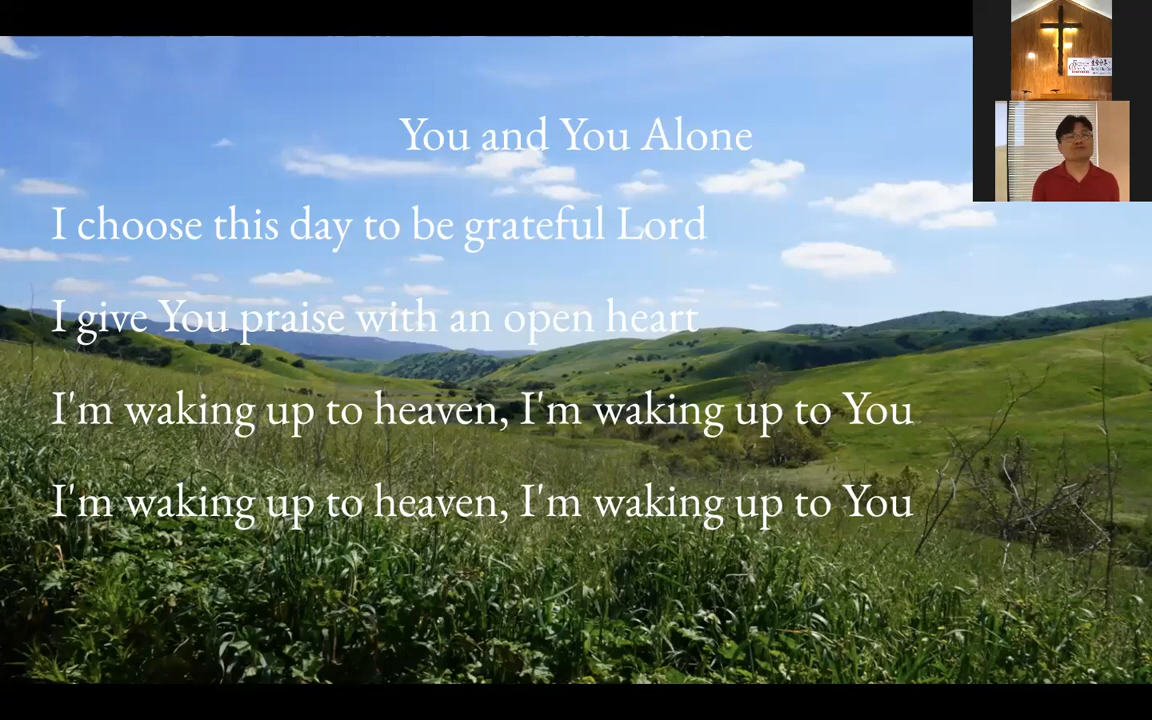 You and You Alone
I choose this day to be grateful Lord
I give You praise with an open heart
I'm waking up to heaven, I'm waking up to You
I'm waking up to heaven, I'm waking up to You